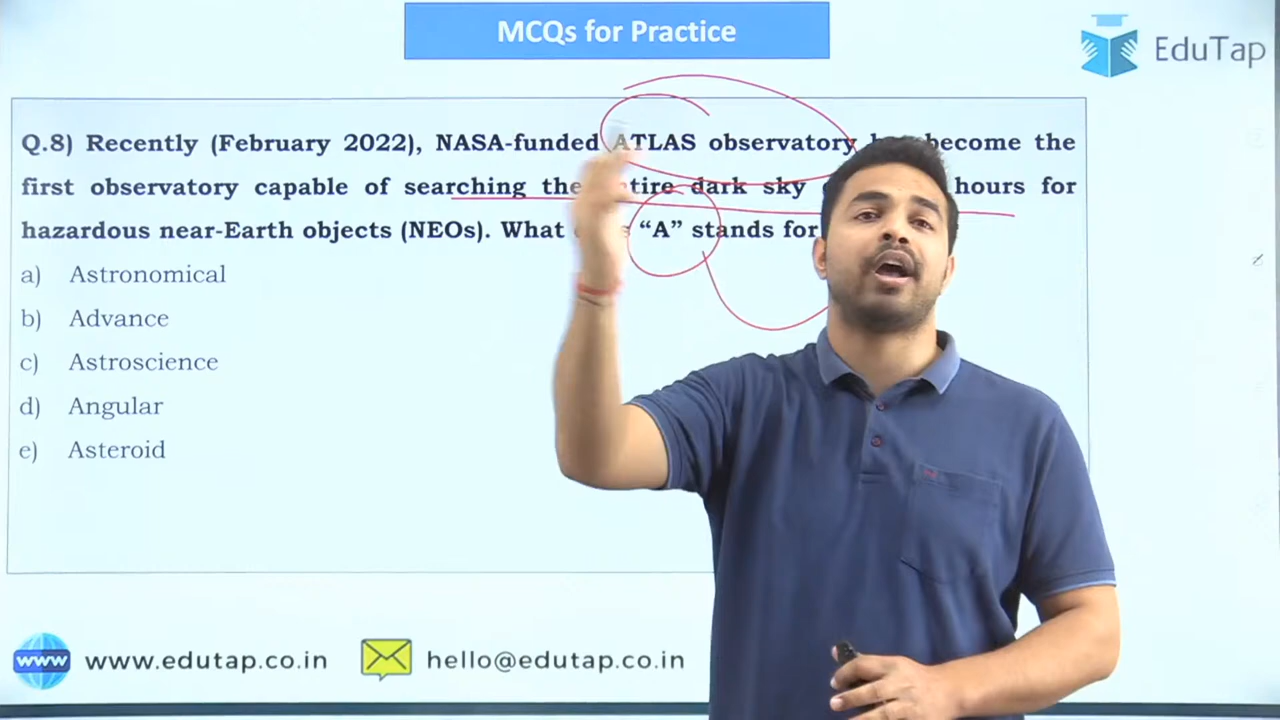 MCQs for Practice
EduTap
Q.8) Recently (February 2022), NASA-funded ATLAS observatory become the
first observatory capable of searching the dark sky hours for
hazardous near-Earth objects (NEOs). What "A" stands for
a) Astronomical
b) Advance
c) Astroscience
d) Angular
e) Asteroid
www www.edutap.co.in hello@edutap.co.in